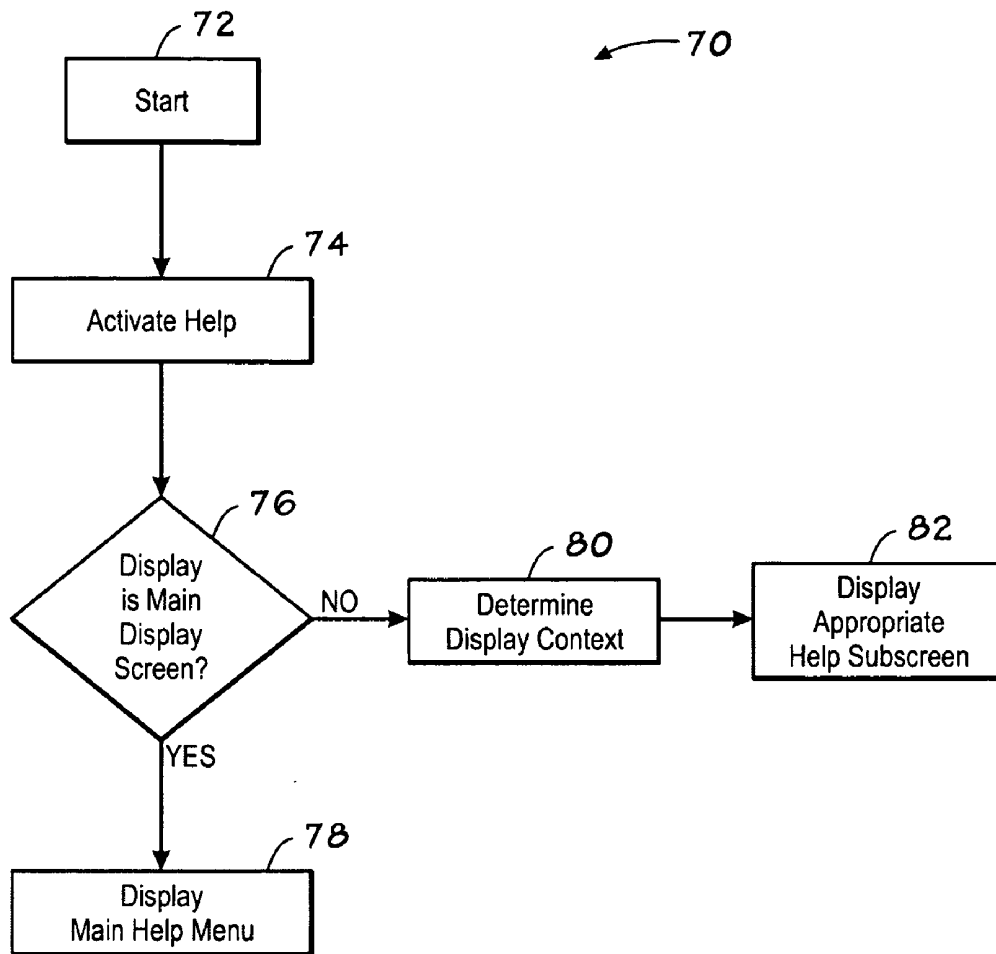 72
70
Start
74
Activate Help
76
Display
is Main
Display
Screen?
NO
80
Determine
Display Context
82
Display
Appropriate
Help Subscreen
YES
78
Display
Main Help Menu